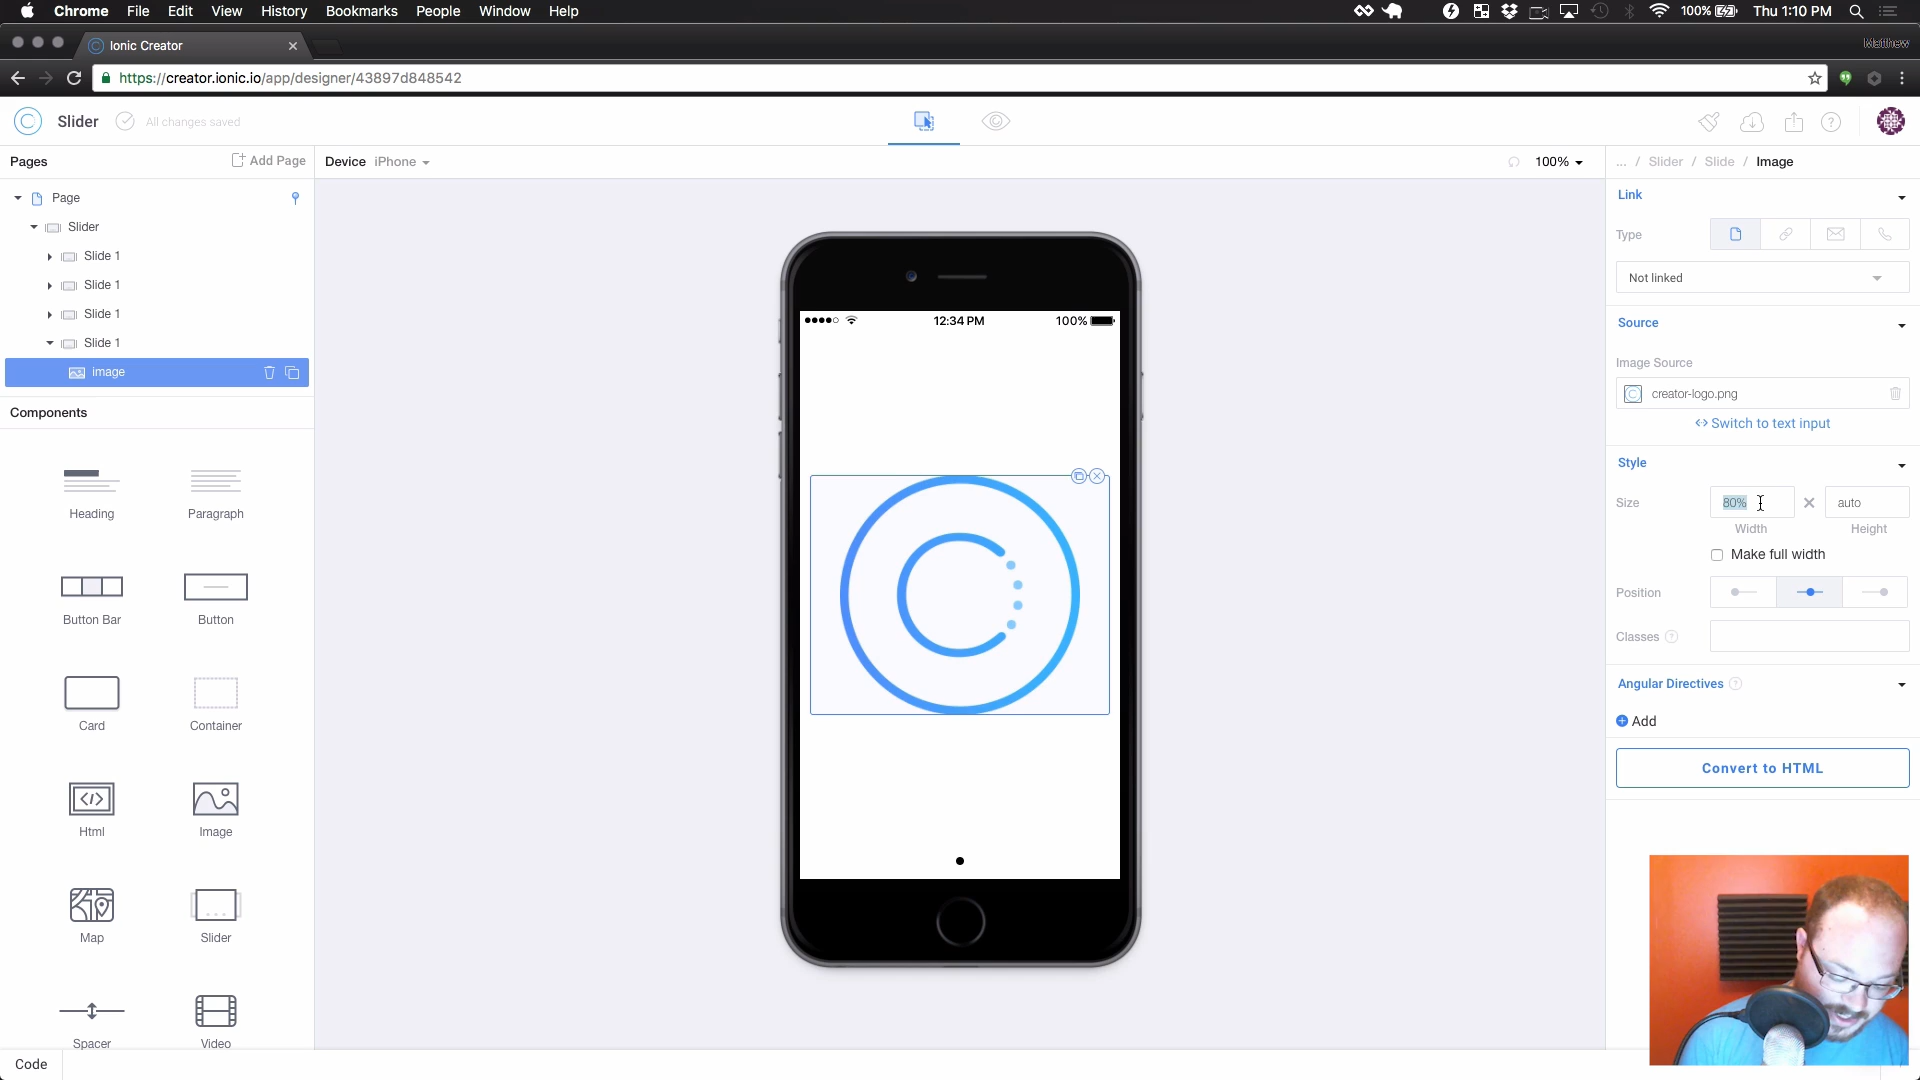 Chrome File Edit View History Bookmarks People Window Help 100% Thu 1:10 PM
Ionic Creator Matthew
https://creator.ionic.io/app/designer/43897d848542
Slider All changes saved
Pages Add Page Device iPhone 100% ... / Slider / Slide / Image
Page
Slider
Slide 1
Slide 1
Slide 1
Slide 1
image
Components
Heading Paragraph
Button Bar Button
Card Container
Html Image
Map Slider
Spacer Video
Code
12:34 PM 100%
Link
Type
Not linked
Source
Image Source
creator-logo.png
<> Switch to text input
Style
Size 80% × auto
Width Height
Make full width
Position
Classes ?
Angular Directives ?
+ Add
Convert to HTML